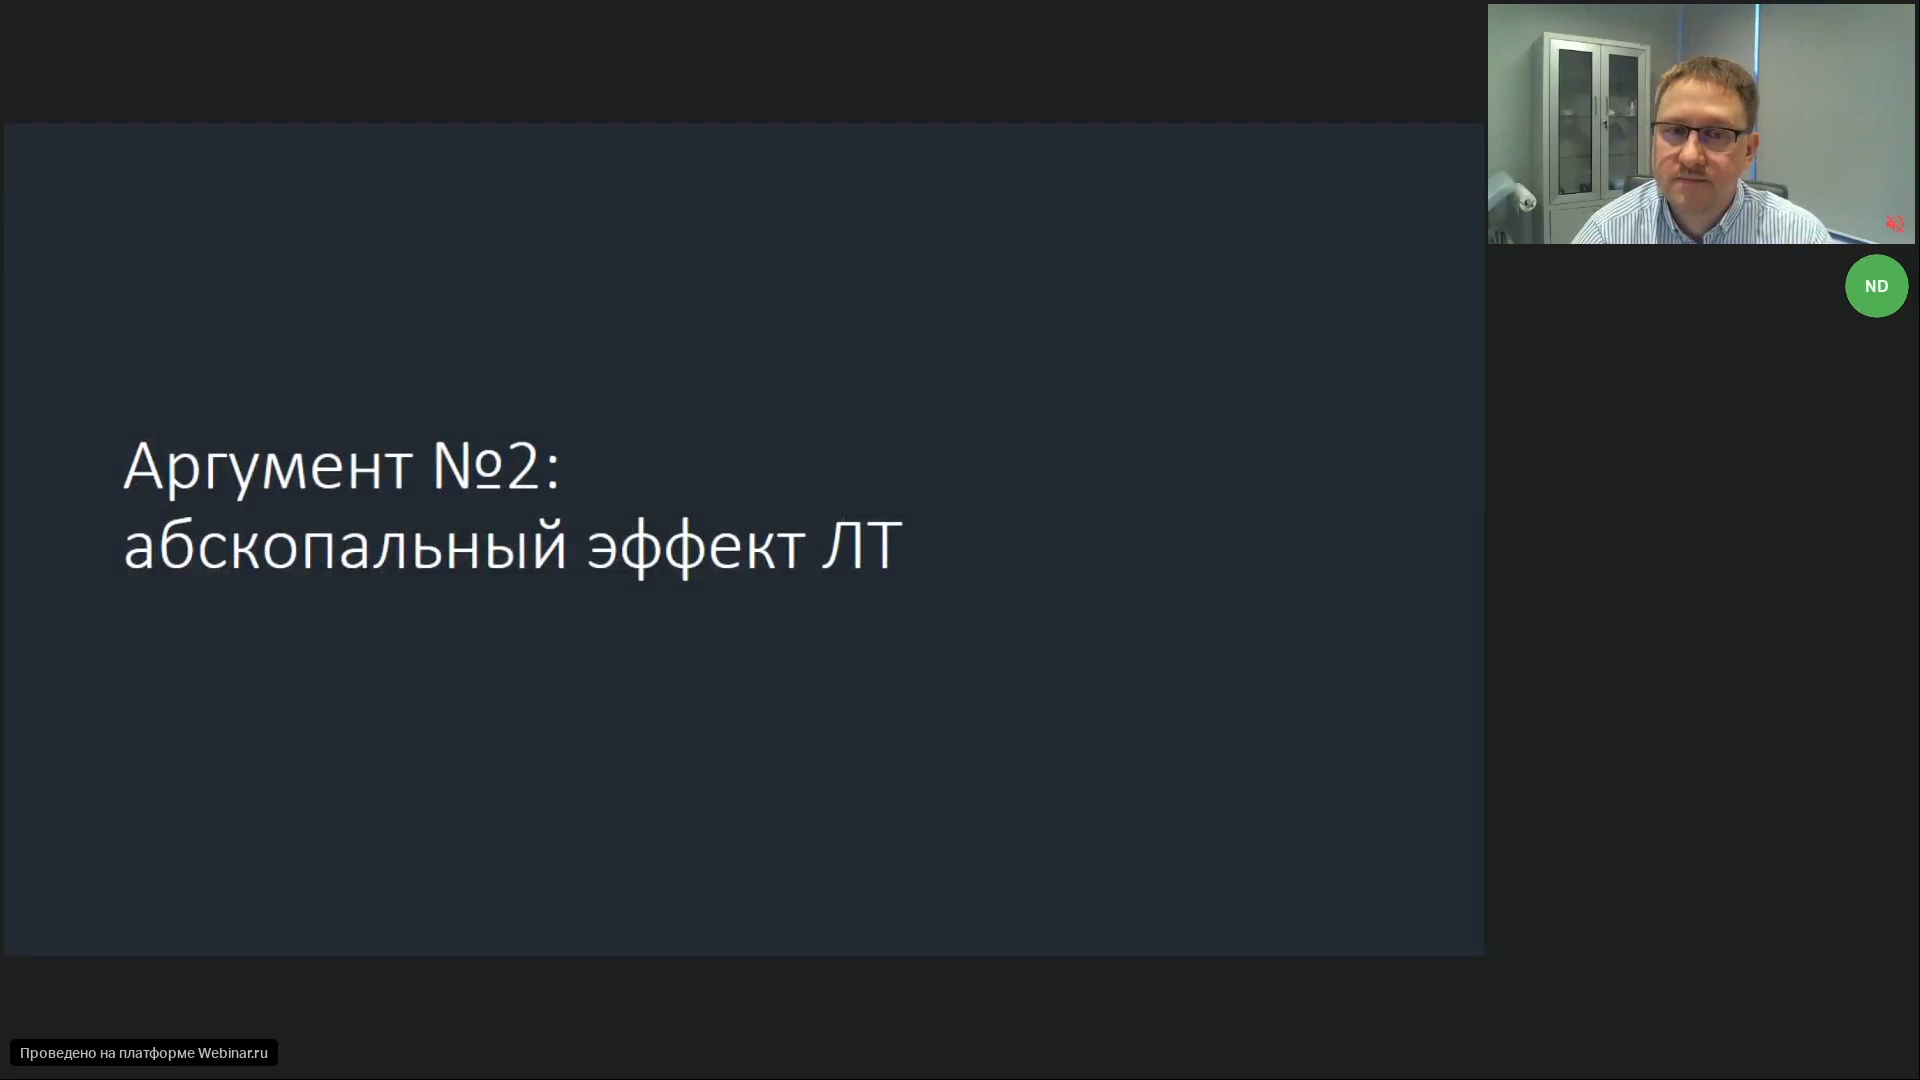 Аргумент №2:
абскопальный эффект ЛТ
ND
Проведено на платформе Webinar.ru